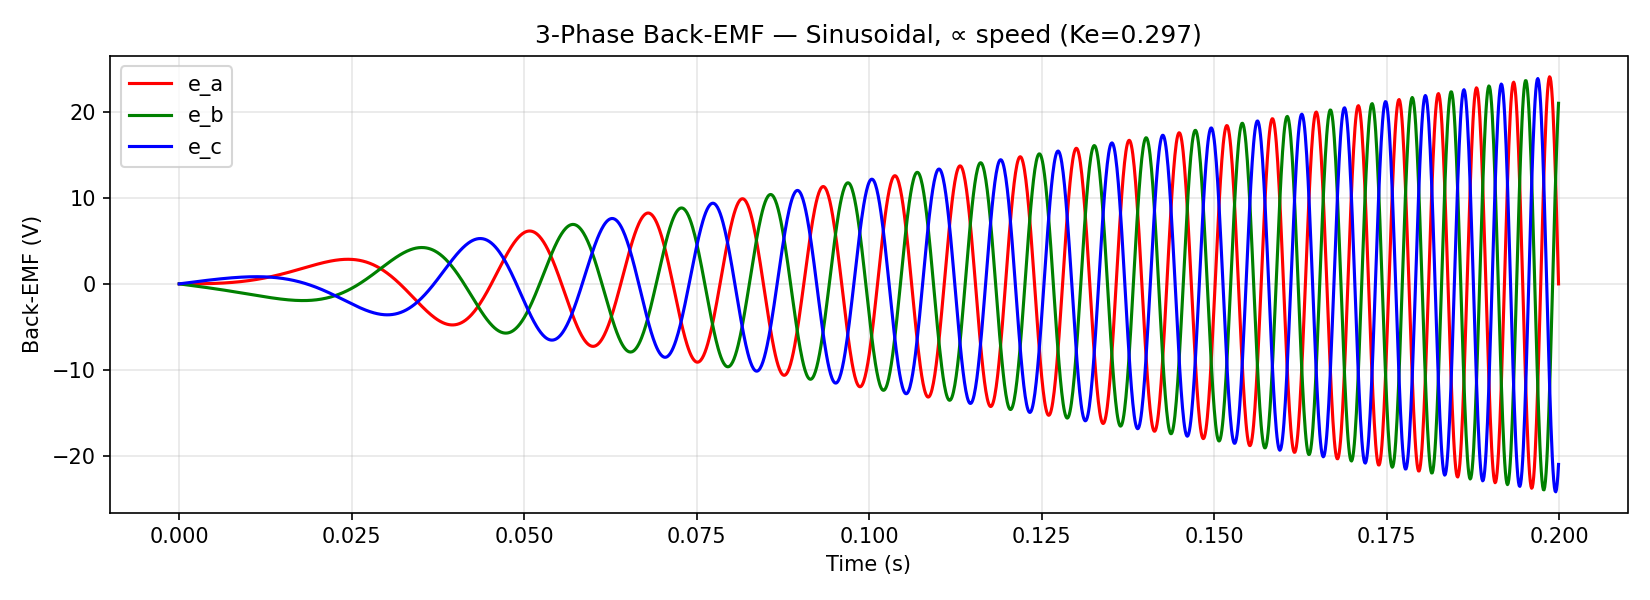 3-Phase Back-EMF — Sinusoidal, ∝ speed (Ke=0.297)
e_a
e_b
e_c
Back-EMF (V)
20
10
0
−10
−20
0.000 0.025 0.050 0.075 0.100 0.125 0.150 0.175 0.200
Time (s)